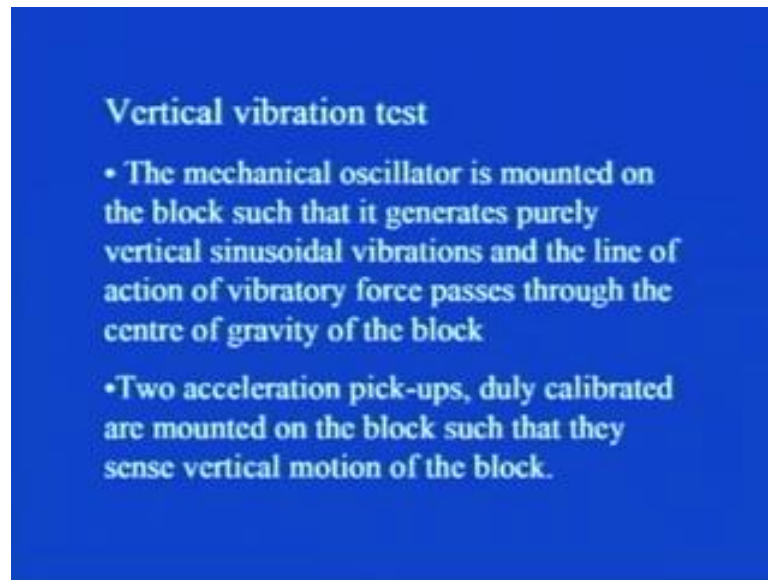 Vertical vibration test
• The mechanical oscillator is mounted on
the block such that it generates purely
vertical sinusoidal vibrations and the line of
action of vibratory force passes through the
centre of gravity of the block
•Two acceleration pick-ups, duly calibrated
are mounted on the block such that they
sense vertical motion of the block.